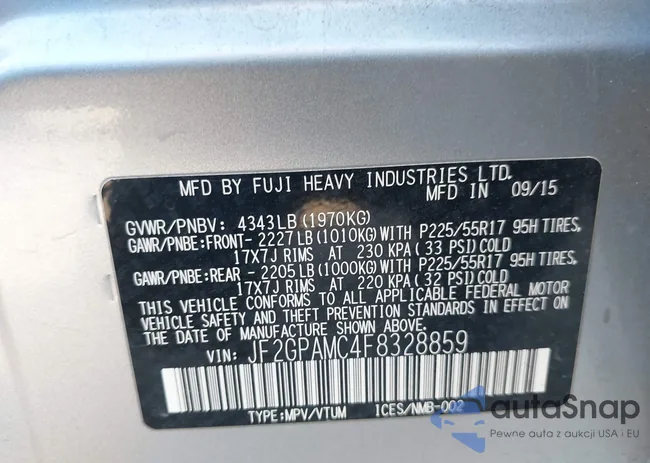 MFD BY FUJI HEAVY INDUSTRIES LTD.
MFD IN 09/15
GVWR/PNBV: 4343LB(1970KG)
GAWR/PNBE:FRONT- 2227LB(1010KG)WITH P225/55R17 95H TIRES,
17X7J RIMS AT 230 KPA(33 PSI)COLD
GAWR/PNBE:REAR - 2205LB(1000KG)WITH P225/55R17 95H TIRES,
17X7J RIMS AT 220 KPA(32 PSI)COLD
THIS VEHICLE CONFORMS TO ALL APPLICABLE FEDERAL MOTOR
VEHICLE SAFETY AND THEFT PREVENTION STANDARDS IN EFFECT ON
THE DATE OF MANUFACTURE SHOWN ABOVE.
VIN: JF2GPAMC4F8328859
TYPE:MPV/VTUM ICES/NMB-002
autaSnap
Pewne auta z aukcji USA i EU